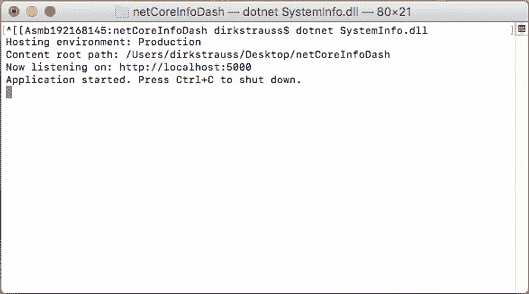 netCoreInfoDash — dotnet SystemInfo.dll — 80×21
[^[[Asmb192168145:netCoreInfoDash dirkstrauss$ dotnet SystemInfo.dll ]
Hosting environment: Production
Content root path: /Users/dirkstrauss/Desktop/netCoreInfoDash
Now listening on: http://localhost:5000
Application started. Press Ctrl+C to shut down.